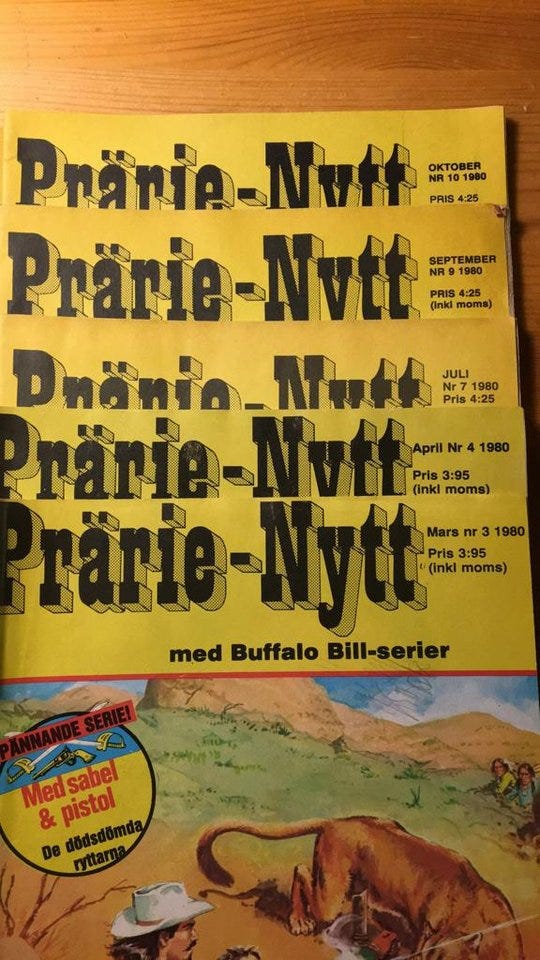 Prärie-Nytt
OKTOBER
NR 10 1980
PRIS 4:25
Prärie-Nytt
SEPTEMBER
NR 9 1980
PRIS 4:25
(inkl moms)
Prärie-Nytt
JULI
Nr 7 1980
Pris 4:25
Prärie-Nytt
April Nr 4 1980
Pris 3:95
(inkl moms)
Prärie-Nytt
Mars nr 3 1980
Pris 3:95
(inkl moms)
med Buffalo Bill-serier
PÄNNANDE SERIE!
Med sabel
& pistol
De dödsdömda
ryttarna